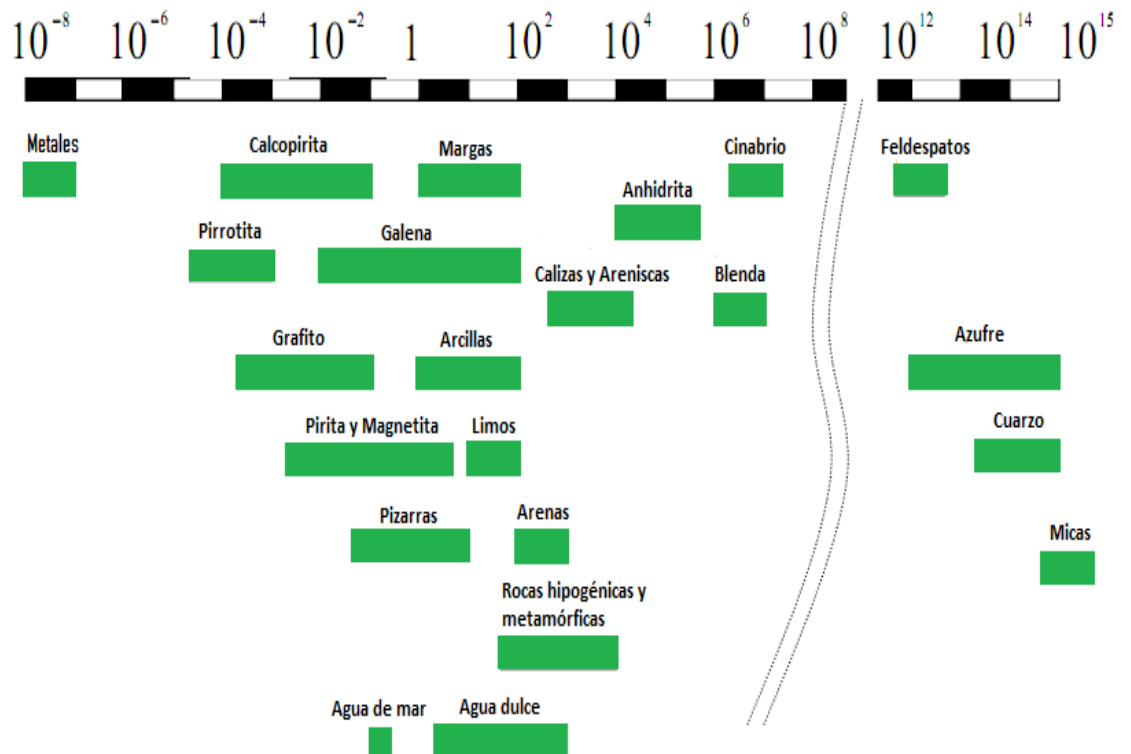 10⁻⁸ 10⁻⁶ 10⁻⁴ 10⁻² 1 10² 10⁴ 10⁶ 10⁸ 10¹² 10¹⁴ 10¹⁵
Metales Calcopirita Margas Cinabrio Feldespatos
Anhidrita
Pirrotita Galena
Calizas y Areniscas Blenda
Grafito Arcillas Azufre
Pirita y Magnetita Limos Cuarzo
Pizarras Arenas
Micas
Rocas hipogénicas y
metamórficas
Agua de mar Agua dulce